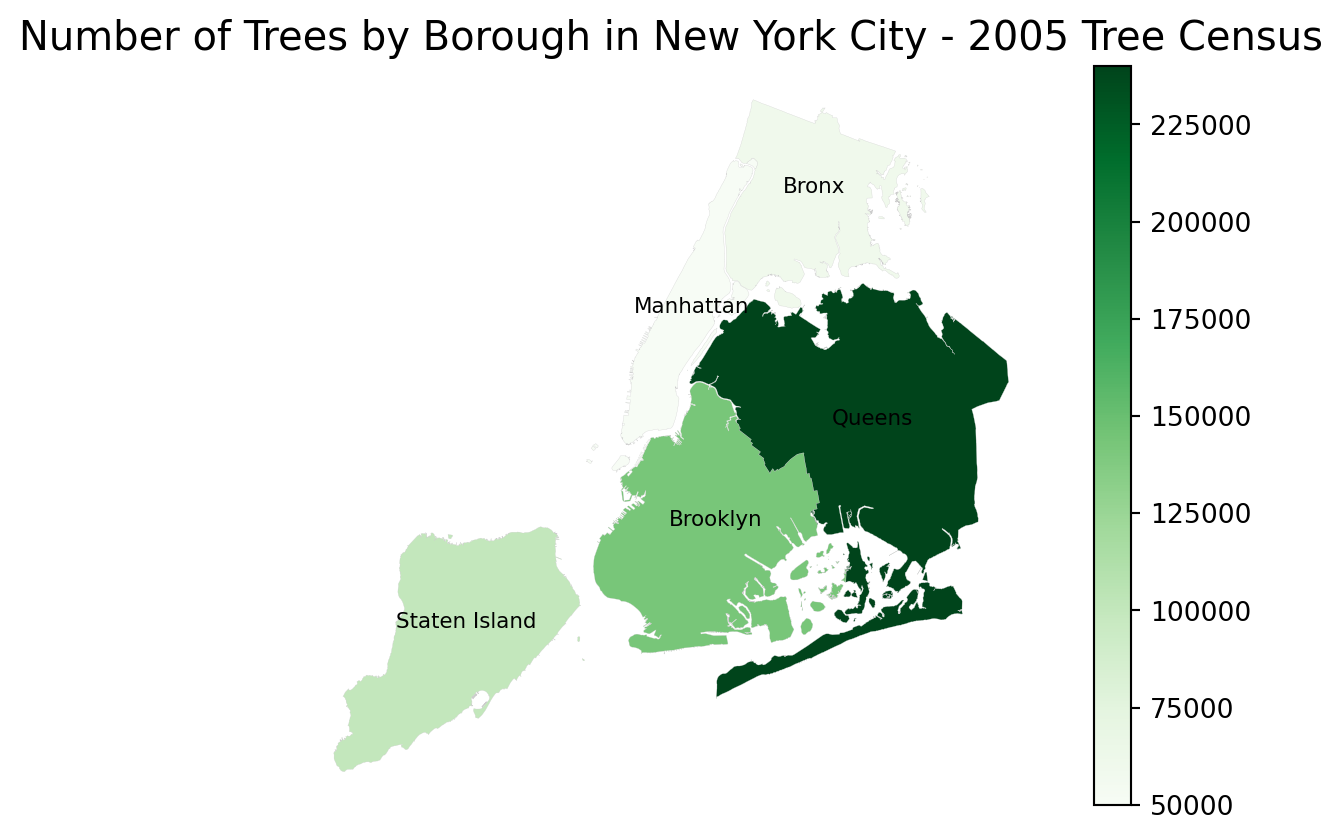 Number of Trees by Borough in New York City - 2005 Tree Census
Bronx
Manhattan
Queens
Brooklyn
Staten Island
225000
200000
175000
150000
125000
100000
75000
50000